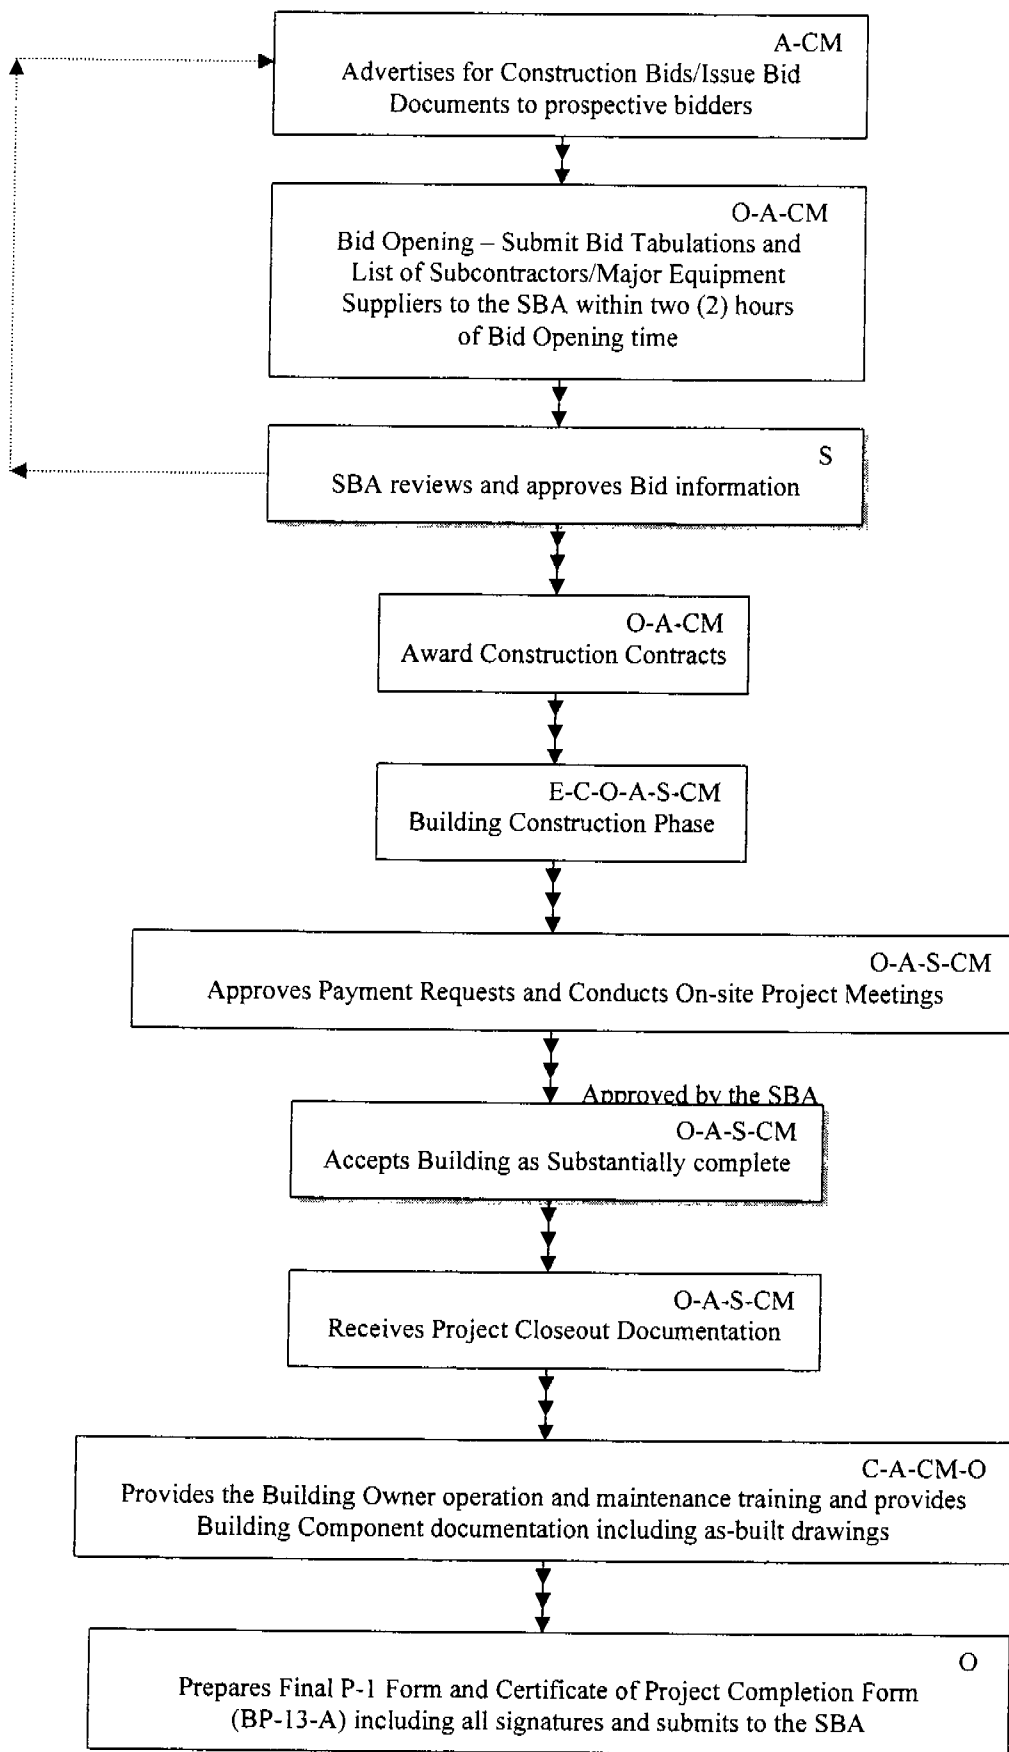 A-CM
Advertises for Construction Bids/Issue Bid
Documents to prospective bidders
O-A-CM
Bid Opening – Submit Bid Tabulations and
List of Subcontractors/Major Equipment
Suppliers to the SBA within two (2) hours
of Bid Opening time
S
SBA reviews and approves Bid information
O-A-CM
Award Construction Contracts
E-C-O-A-S-CM
Building Construction Phase
O-A-S-CM
Approves Payment Requests and Conducts On-site Project Meetings
Approved by the SBA
O-A-S-CM
Accepts Building as Substantially complete
O-A-S-CM
Receives Project Closeout Documentation
C-A-CM-O
Provides the Building Owner operation and maintenance training and provides
Building Component documentation including as-built drawings
O
Prepares Final P-1 Form and Certificate of Project Completion Form
(BP-13-A) including all signatures and submits to the SBA